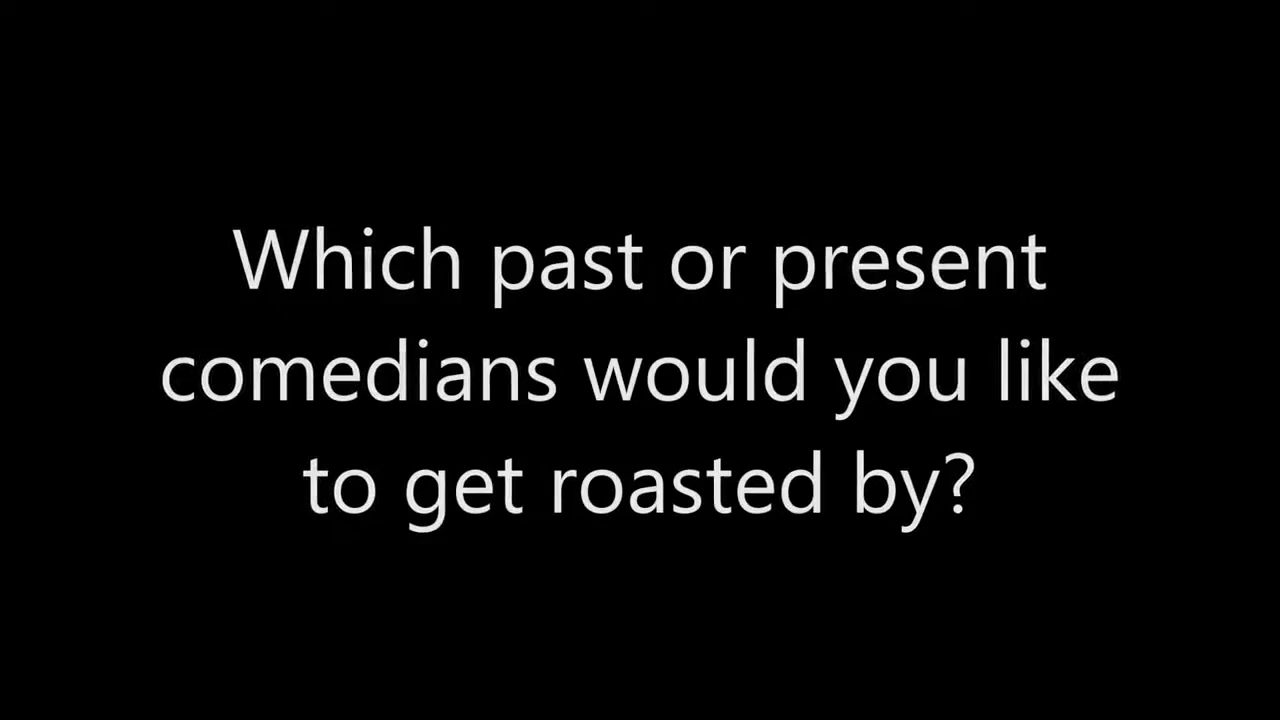 Which past or present
comedians would you like
to get roasted by?